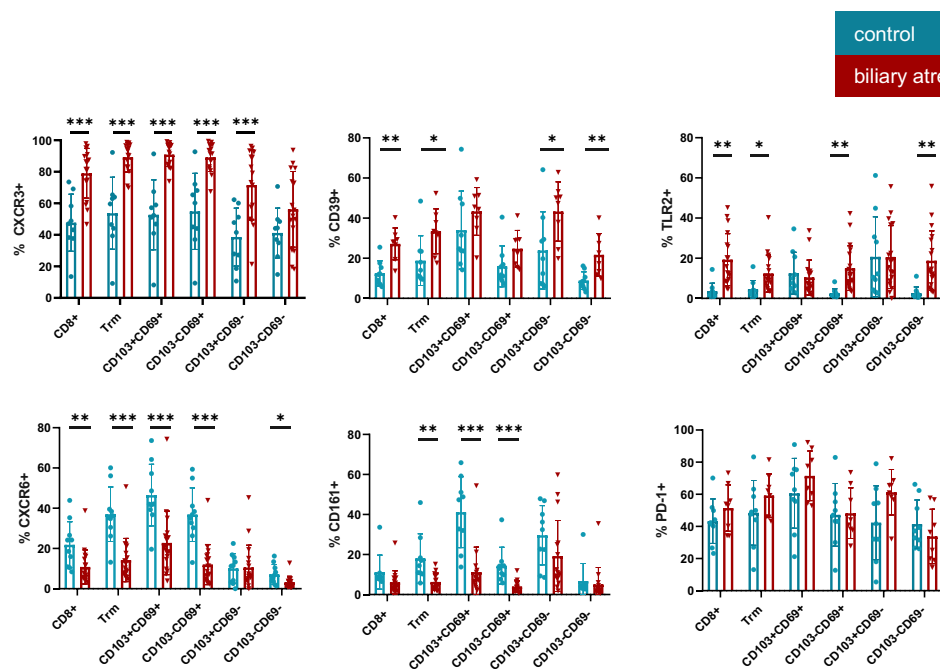 control
biliary atre
*** *** *** *** ***
% CXCR3+
100
80
60
40
20
0
CD8+
Trm
CD103+CD69+
CD103-CD69+
CD103+CD69-
CD103-CD69-
** * * **
% CD39+
80
60
40
20
0
CD8+
Trm
CD103+CD69+
CD103-CD69+
CD103+CD69-
CD103-CD69-
** * ** **
% TLR2+
80
60
40
20
0
CD8+
Trm
CD103+CD69+
CD103-CD69+
CD103+CD69-
CD103-CD69-
** *** *** *** *
% CXCR6+
80
60
40
20
0
CD8+
Trm
CD103+CD69+
CD103-CD69+
CD103+CD69-
CD103-CD69-
** *** ***
% CD161+
80
60
40
20
0
CD8+
Trm
CD103+CD69+
CD103-CD69+
CD103+CD69-
CD103-CD69-
% PD-1+
100
80
60
40
20
0
CD8+
Trm
CD103+CD69+
CD103-CD69+
CD103+CD69-
CD103-CD69-